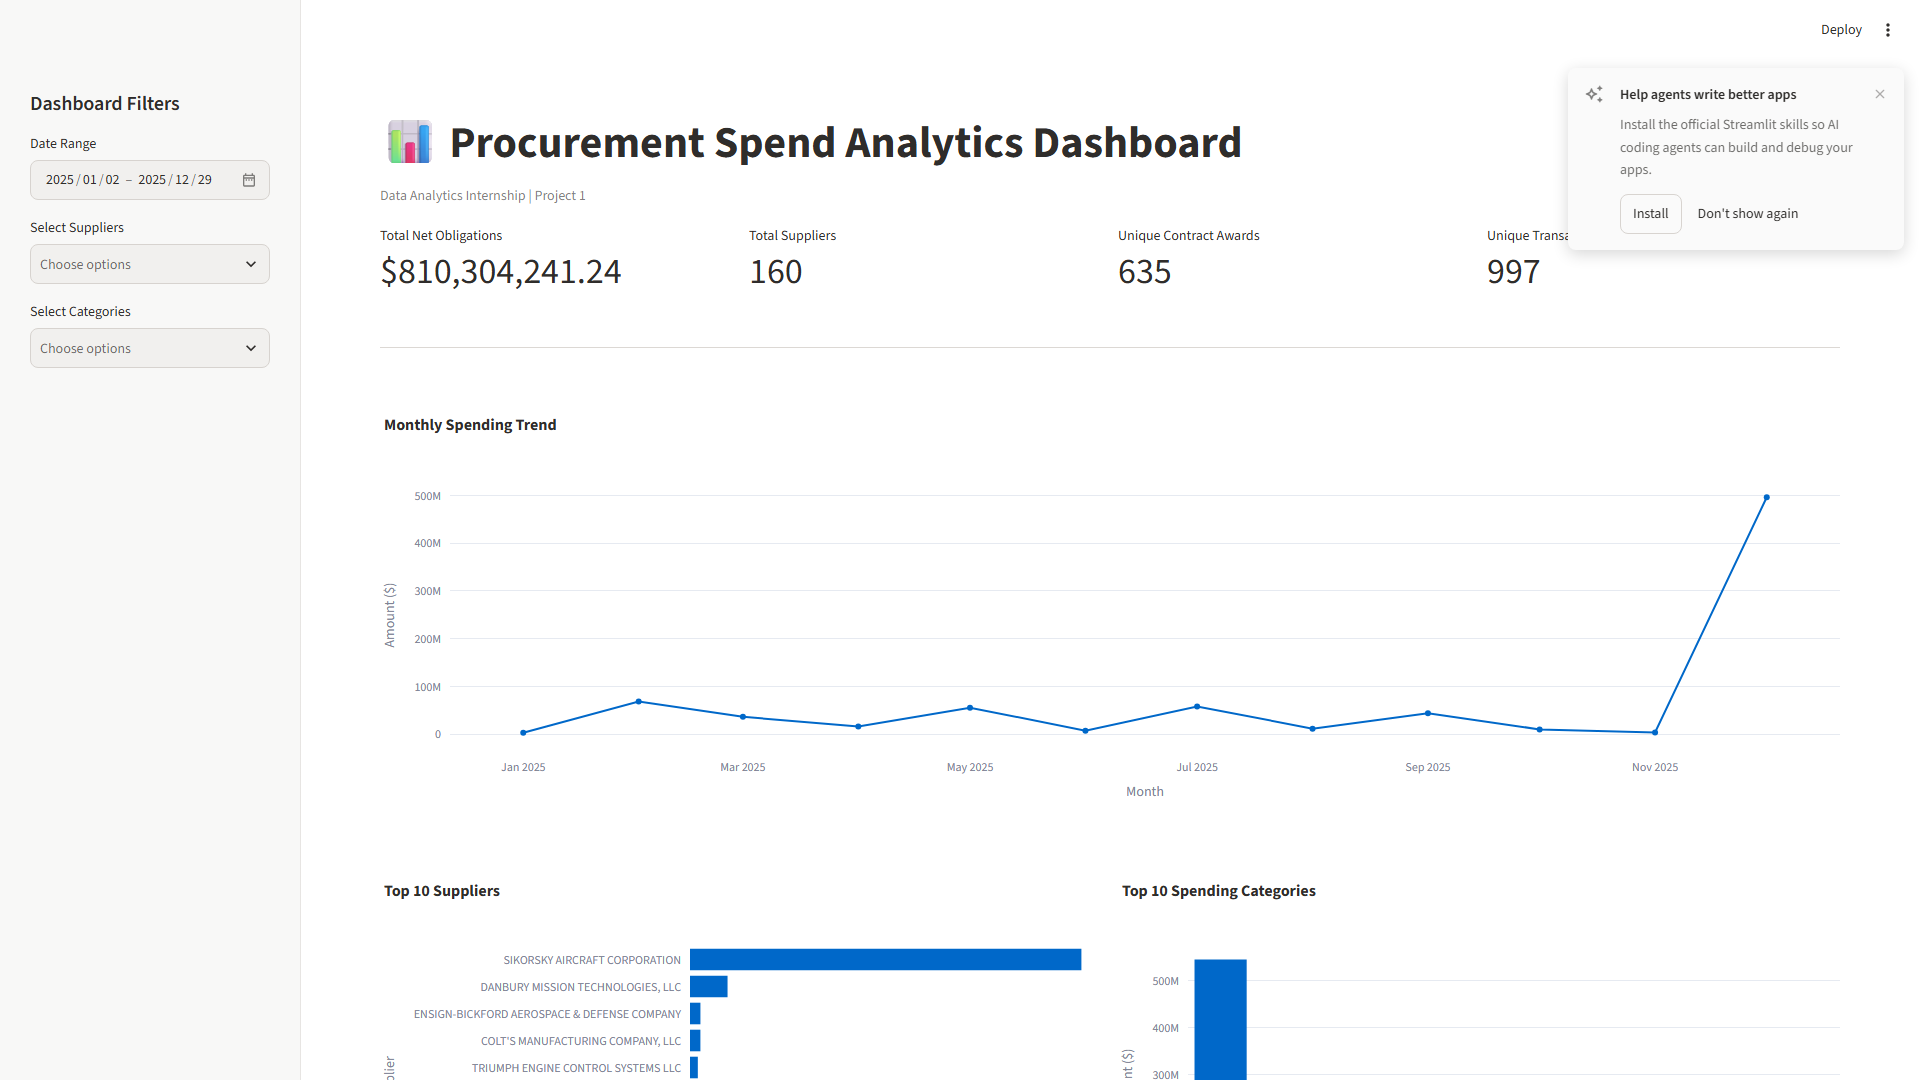 Deploy
Dashboard Filters
Date Range
2025/01/02 – 2025/12/29
Select Suppliers
Choose options
Select Categories
Choose options
Help agents write better apps
Install the official Streamlit skills so AI
coding agents can build and debug your
apps.
Install
Don't show again
Procurement Spend Analytics Dashboard
Data Analytics Internship | Project 1
Total Net Obligations
$810,304,241.24
Total Suppliers
160
Unique Contract Awards
635
Unique Transa
997
Monthly Spending Trend
500M
400M
300M
200M
100M
0
Amount ($)
Jan 2025
Mar 2025
May 2025
Jul 2025
Sep 2025
Nov 2025
Month
Top 10 Suppliers
SIKORSKY AIRCRAFT CORPORATION
DANBURY MISSION TECHNOLOGIES, LLC
ENSIGN-BICKFORD AEROSPACE & DEFENSE COMPANY
COLT'S MANUFACTURING COMPANY, LLC
TRIUMPH ENGINE CONTROL SYSTEMS LLC
plier
Top 10 Spending Categories
500M
400M
300M
nt ($)